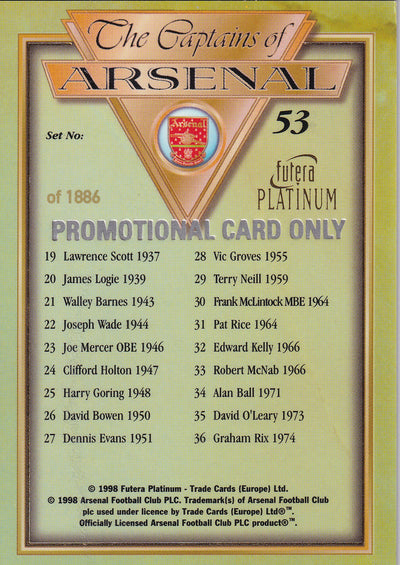 The Captains of
ARSENAL
Arsenal
Set No:
53
futera
PLATINUM
of 1886
PROMOTIONAL CARD ONLY
19 Lawrence Scott 1937
20 James Logie 1939
21 Walley Barnes 1943
22 Joseph Wade 1944
23 Joe Mercer OBE 1946
24 Clifford Holton 1947
25 Harry Goring 1948
26 David Bowen 1950
27 Dennis Evans 1951
28 Vic Groves 1955
29 Terry Neill 1959
30 Frank McLintock MBE 1964
31 Pat Rice 1964
32 Edward Kelly 1966
33 Robert McNab 1966
34 Alan Ball 1971
35 David O'Leary 1973
36 Graham Rix 1974
© 1998 Futera Platinum - Trade Cards (Europe) Ltd.
© 1998 Arsenal Football Club PLC. Trademark(s) of Arsenal Football Club
plc used under licence by Trade Cards (Europe) Ltd®™.
Officially Licensed Arsenal Football Club PLC product®™.